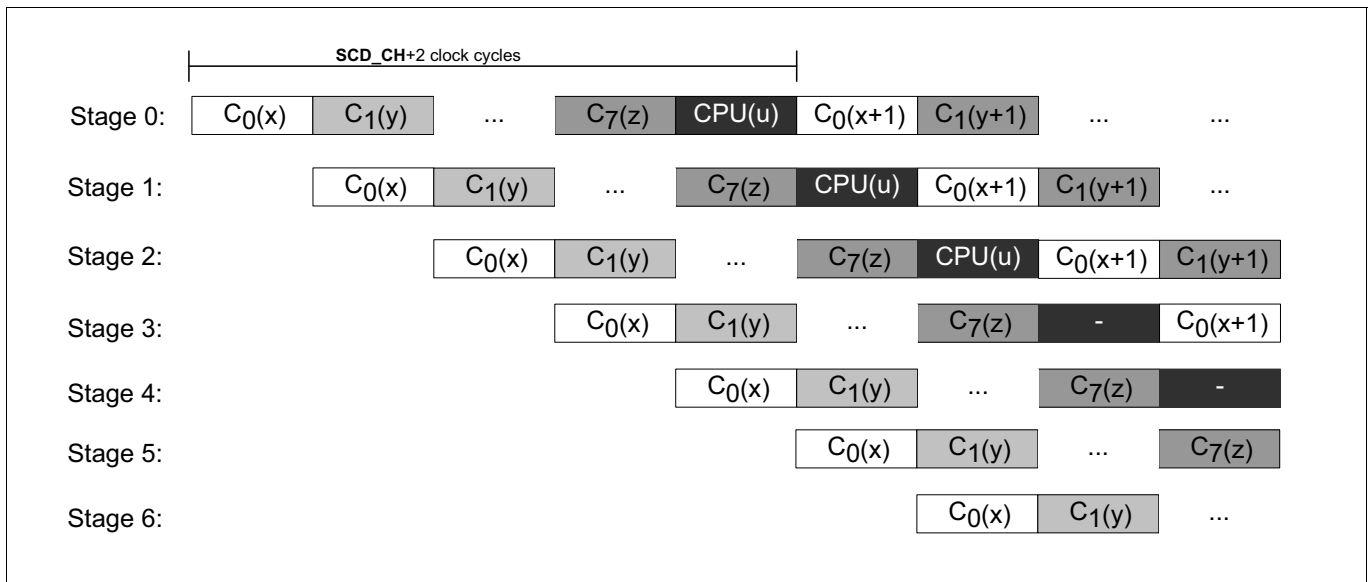 SCD_CH+2 clock cycles
Stage 0: C0(x) C1(y) ... C7(z) CPU(u) C0(x+1) C1(y+1) ... ...
Stage 1: C0(x) C1(y) ... C7(z) CPU(u) C0(x+1) C1(y+1) ...
Stage 2: C0(x) C1(y) ... C7(z) CPU(u) C0(x+1) C1(y+1)
Stage 3: C0(x) C1(y) ... C7(z) - C0(x+1)
Stage 4: C0(x) C1(y) ... C7(z) -
Stage 5: C0(x) C1(y) ... C7(z)
Stage 6: C0(x) C1(y) ...